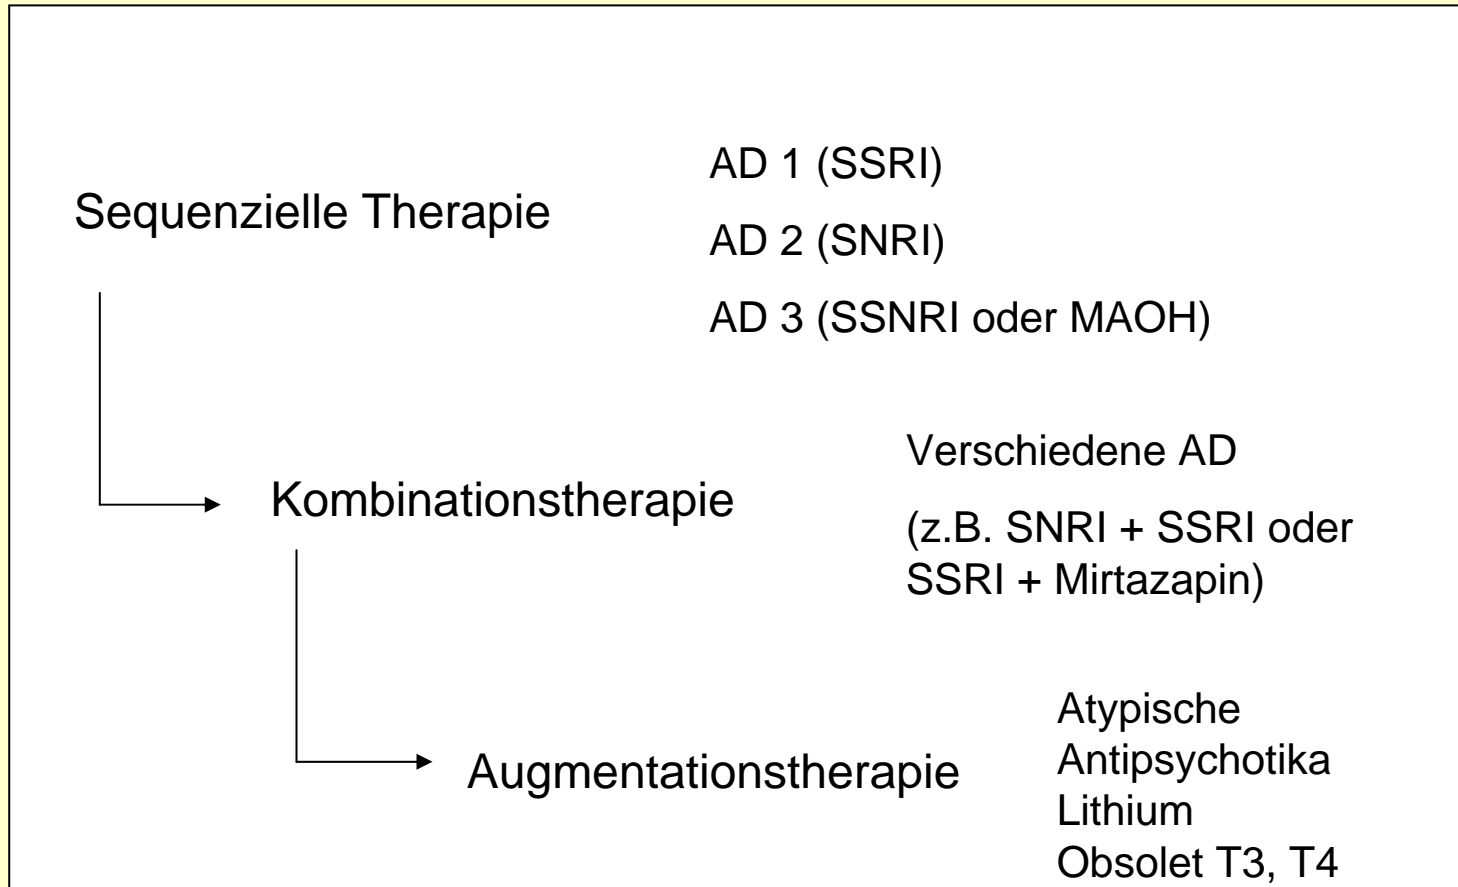 Sequenzielle Therapie
AD 1 (SSRI)
AD 2 (SNRI)
AD 3 (SSNRI oder MAOH)
Kombinationstherapie
Verschiedene AD
(z.B. SNRI + SSRI oder
SSRI + Mirtazapin)
Augmentationstherapie
Atypische
Antipsychotika
Lithium
Obsolet T3, T4